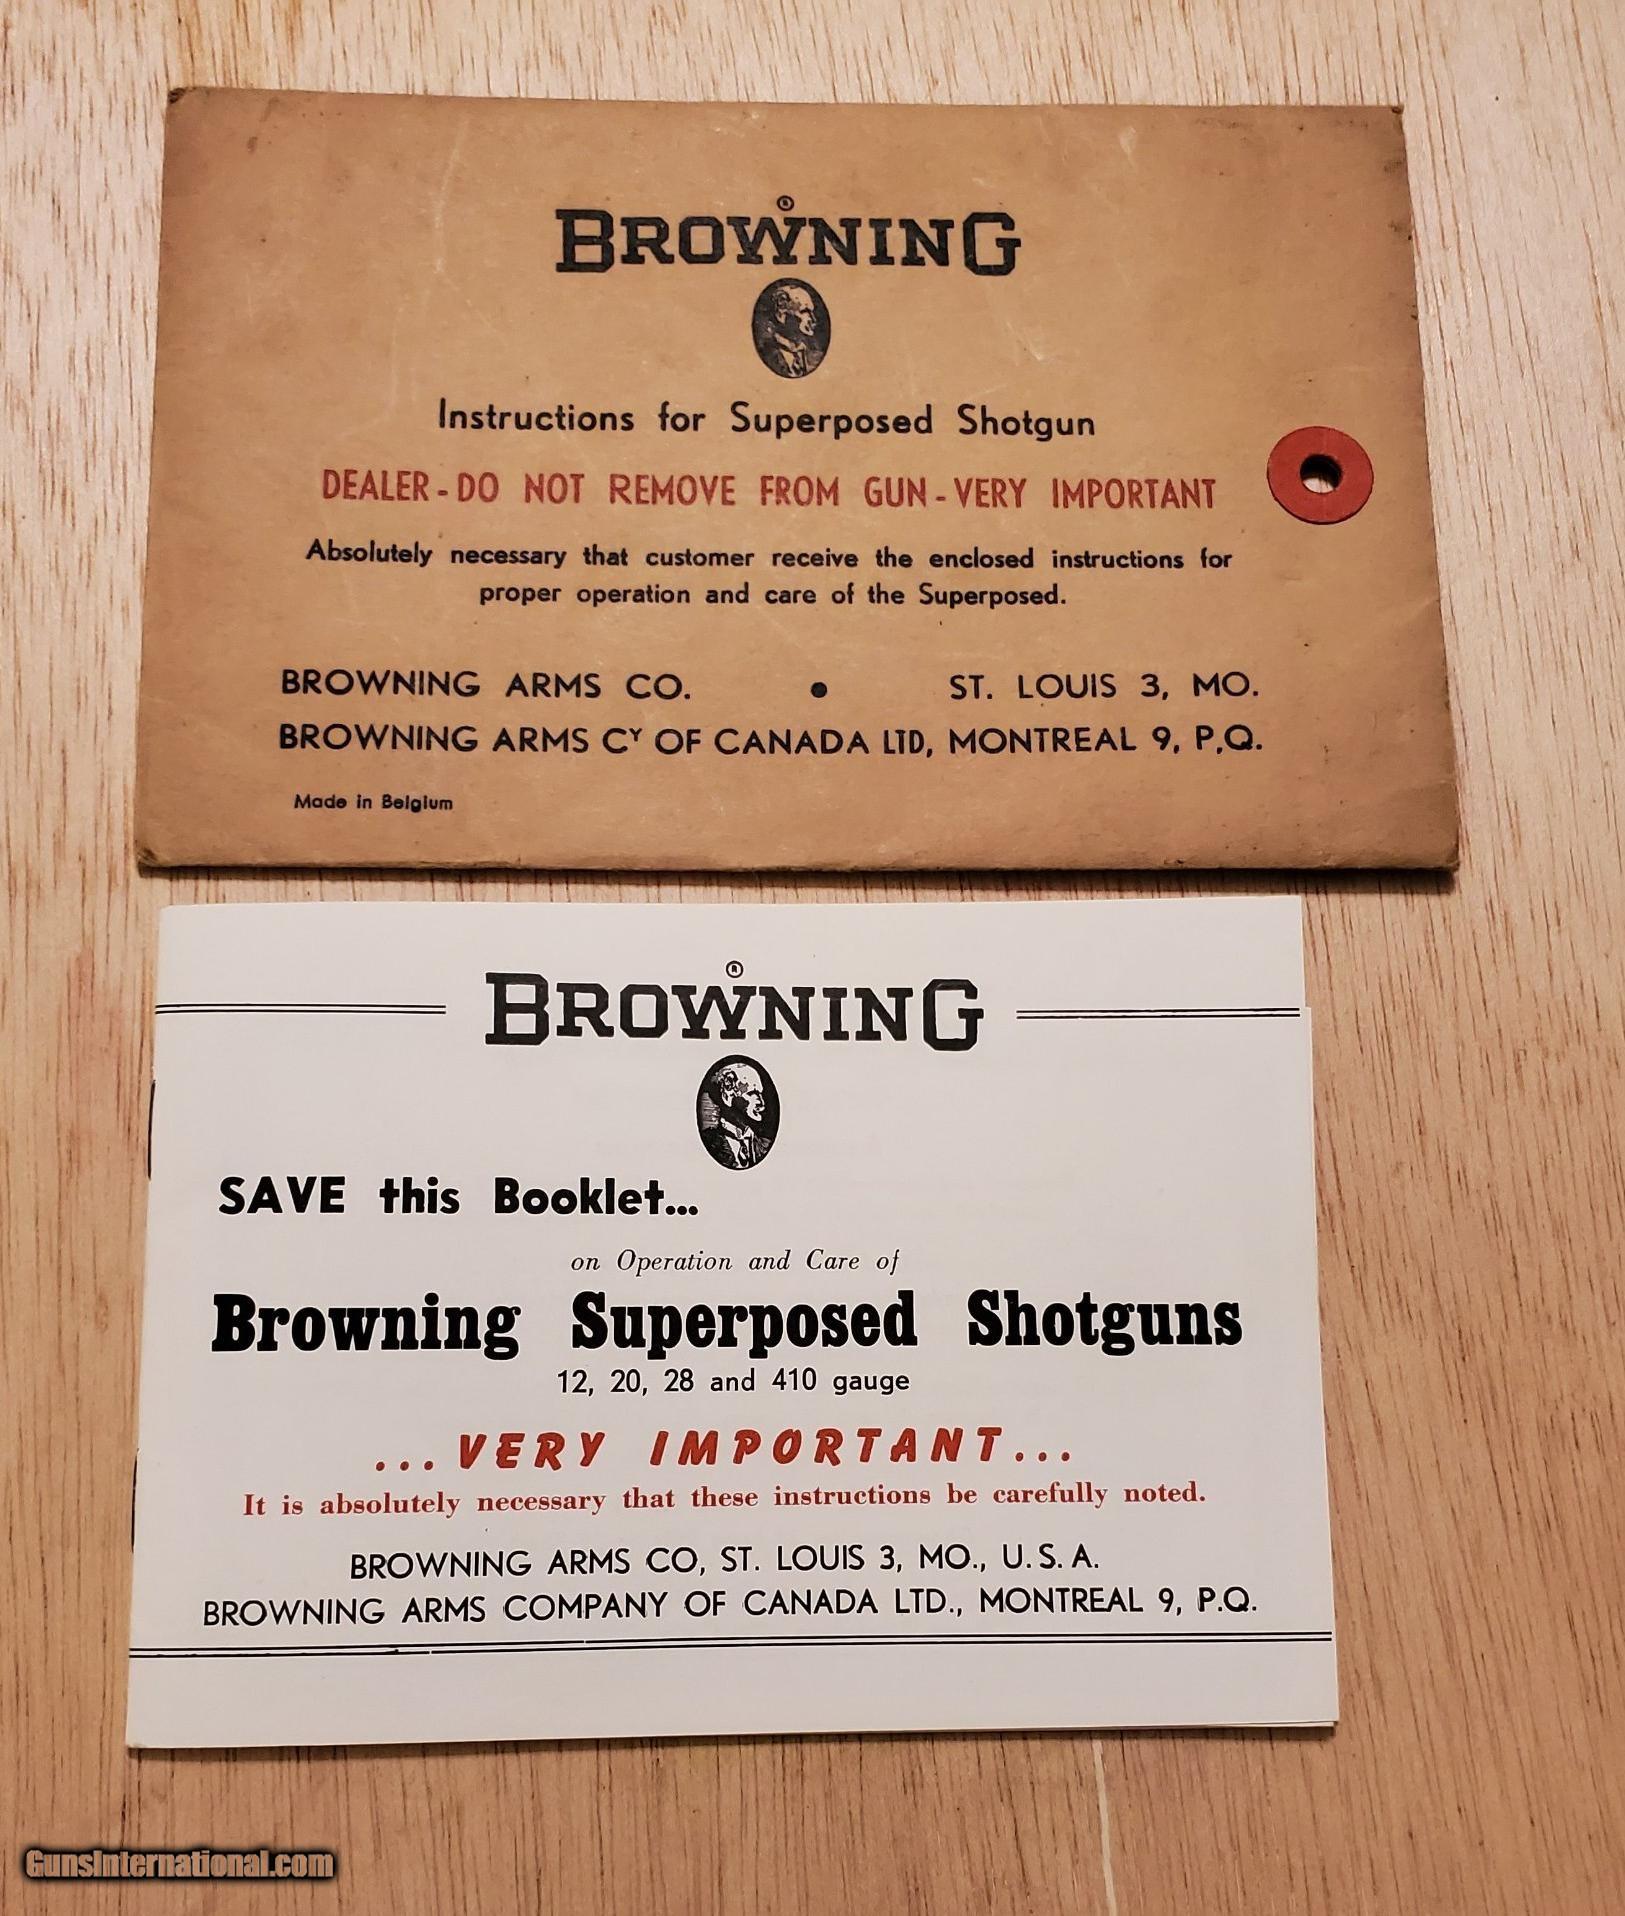 ®
BROWNING
Instructions for Superposed Shotgun
DEALER - DO NOT REMOVE FROM GUN - VERY IMPORTANT
Absolutely necessary that customer receive the enclosed instructions for
proper operation and care of the Superposed.
BROWNING ARMS CO. • ST. LOUIS 3, MO.
BROWNING ARMS Cʸ OF CANADA LTD, MONTREAL 9, P.Q.
Made in Belgium
®
BROWNING
SAVE this Booklet...
on Operation and Care of
Browning Superposed Shotguns
12, 20, 28 and 410 gauge
...VERY IMPORTANT...
It is absolutely necessary that these instructions be carefully noted.
BROWNING ARMS CO, ST. LOUIS 3, MO., U.S.A.
BROWNING ARMS COMPANY OF CANADA LTD., MONTREAL 9, P.Q.
GunsInternational.com